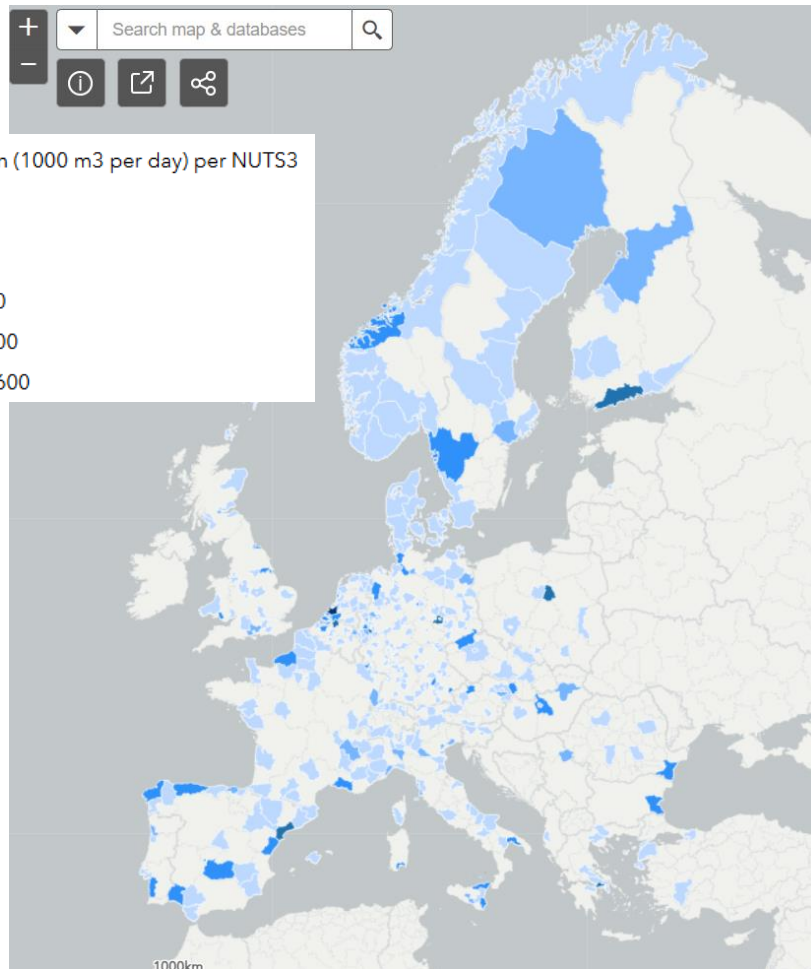 +
Search map & databases
−
n (1000 m3 per day) per NUTS3
0
00
600
1000km